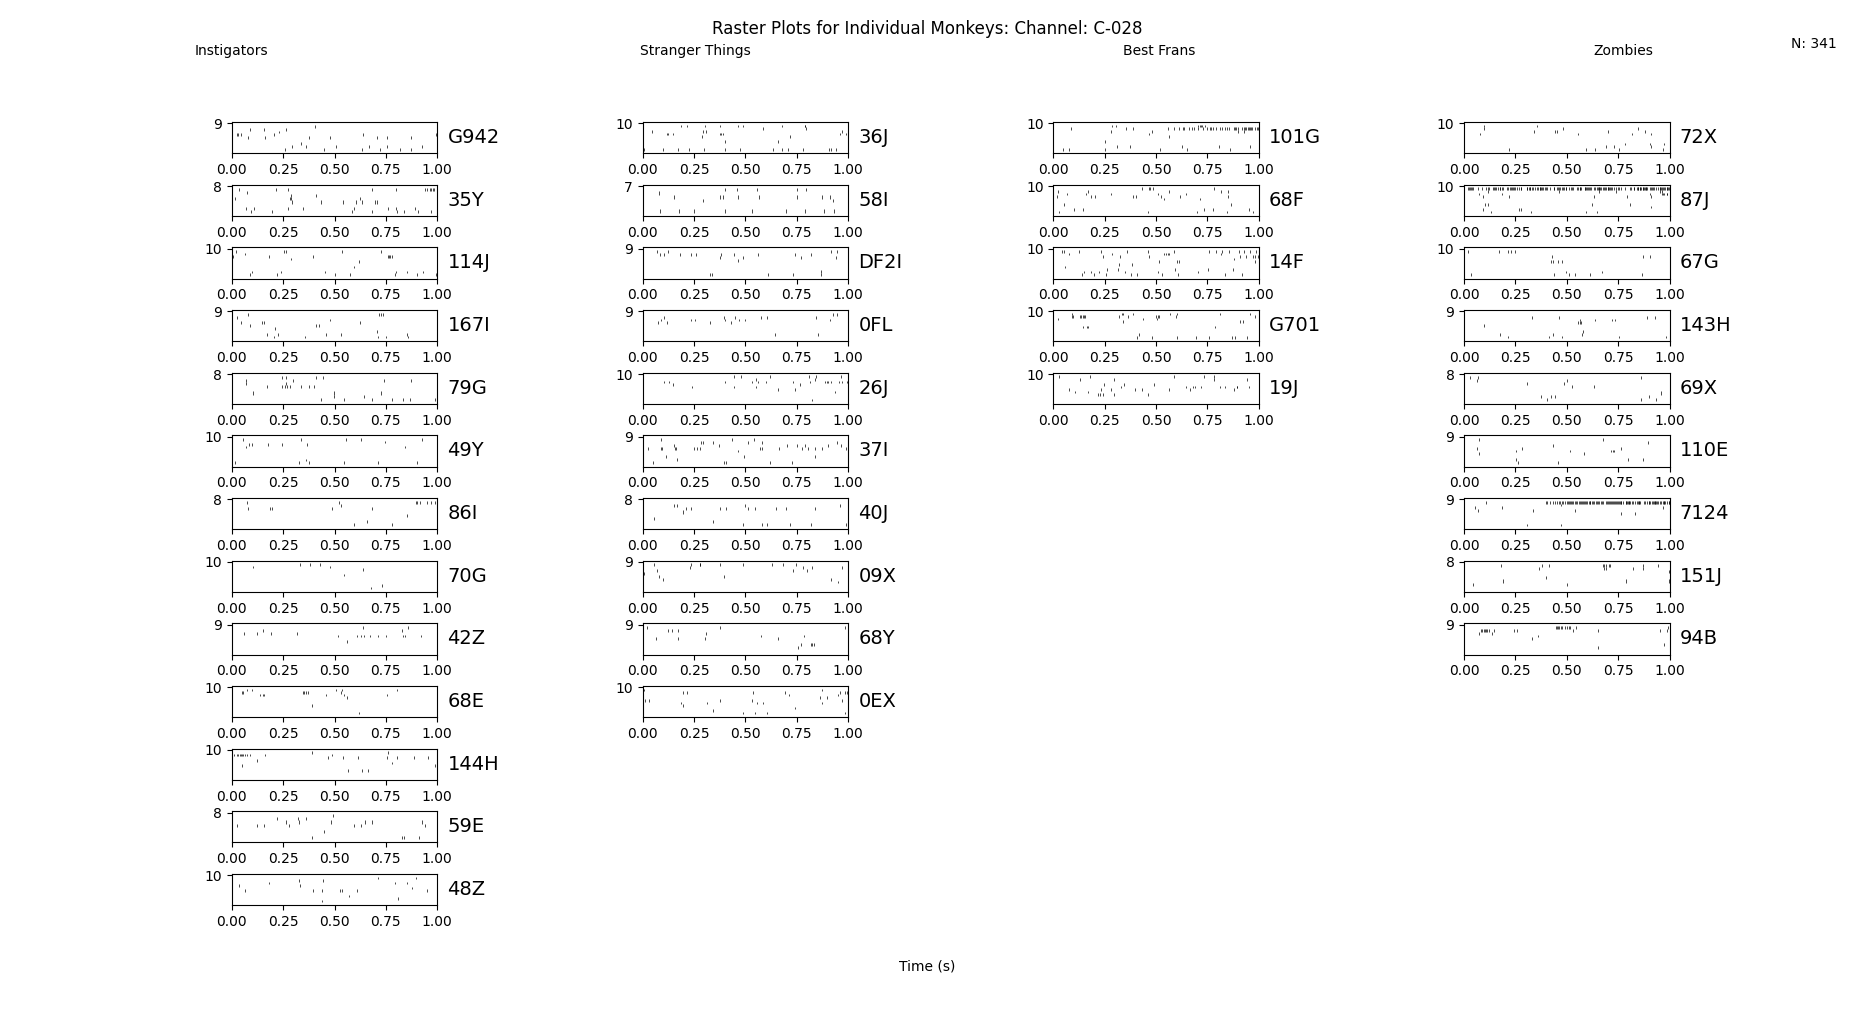 Raster Plots for Individual Monkeys: Channel: C-028
Instigators Stranger Things Best Frans Zombies N: 341
9 G942 10 36J 10 101G 10 72X
0.00 0.25 0.50 0.75 1.00 0.00 0.25 0.50 0.75 1.00 0.00 0.25 0.50 0.75 1.00 0.00 0.25 0.50 0.75 1.00
8 35Y 7 58I 10 68F 10 87J
0.00 0.25 0.50 0.75 1.00 0.00 0.25 0.50 0.75 1.00 0.00 0.25 0.50 0.75 1.00 0.00 0.25 0.50 0.75 1.00
10 114J 9 DF2I 10 14F 10 67G
0.00 0.25 0.50 0.75 1.00 0.00 0.25 0.50 0.75 1.00 0.00 0.25 0.50 0.75 1.00 0.00 0.25 0.50 0.75 1.00
9 167I 9 0FL 10 G701 9 143H
0.00 0.25 0.50 0.75 1.00 0.00 0.25 0.50 0.75 1.00 0.00 0.25 0.50 0.75 1.00 0.00 0.25 0.50 0.75 1.00
8 79G 10 26J 10 19J 8 69X
0.00 0.25 0.50 0.75 1.00 0.00 0.25 0.50 0.75 1.00 0.00 0.25 0.50 0.75 1.00 0.00 0.25 0.50 0.75 1.00
10 49Y 9 37I 9 110E
0.00 0.25 0.50 0.75 1.00 0.00 0.25 0.50 0.75 1.00 0.00 0.25 0.50 0.75 1.00
8 86I 8 40J 9 7124
0.00 0.25 0.50 0.75 1.00 0.00 0.25 0.50 0.75 1.00 0.00 0.25 0.50 0.75 1.00
10 70G 9 09X 8 151J
0.00 0.25 0.50 0.75 1.00 0.00 0.25 0.50 0.75 1.00 0.00 0.25 0.50 0.75 1.00
9 42Z 9 68Y 9 94B
0.00 0.25 0.50 0.75 1.00 0.00 0.25 0.50 0.75 1.00 0.00 0.25 0.50 0.75 1.00
10 68E 10 0EX
0.00 0.25 0.50 0.75 1.00 0.00 0.25 0.50 0.75 1.00
10 144H
0.00 0.25 0.50 0.75 1.00
8 59E
0.00 0.25 0.50 0.75 1.00
10 48Z
0.00 0.25 0.50 0.75 1.00
Time (s)